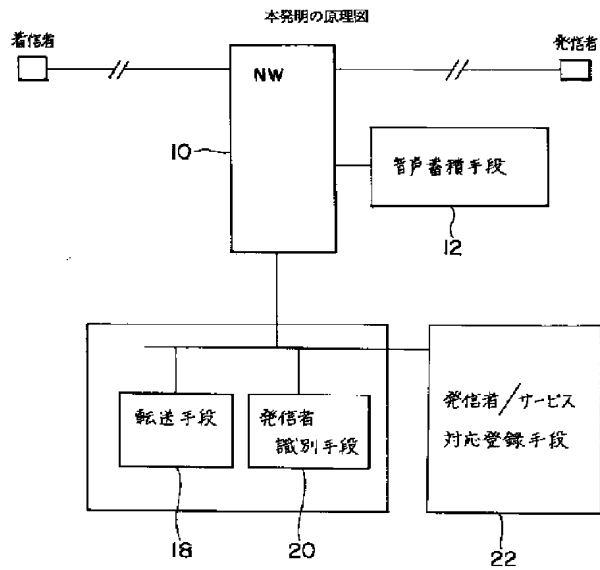 本発明の原理図
着信者
発信者
NW
10
音声蓄積手段
12
転送手段
発信者
識別手段
発信者/サービス
対応登録手段
18
20
22